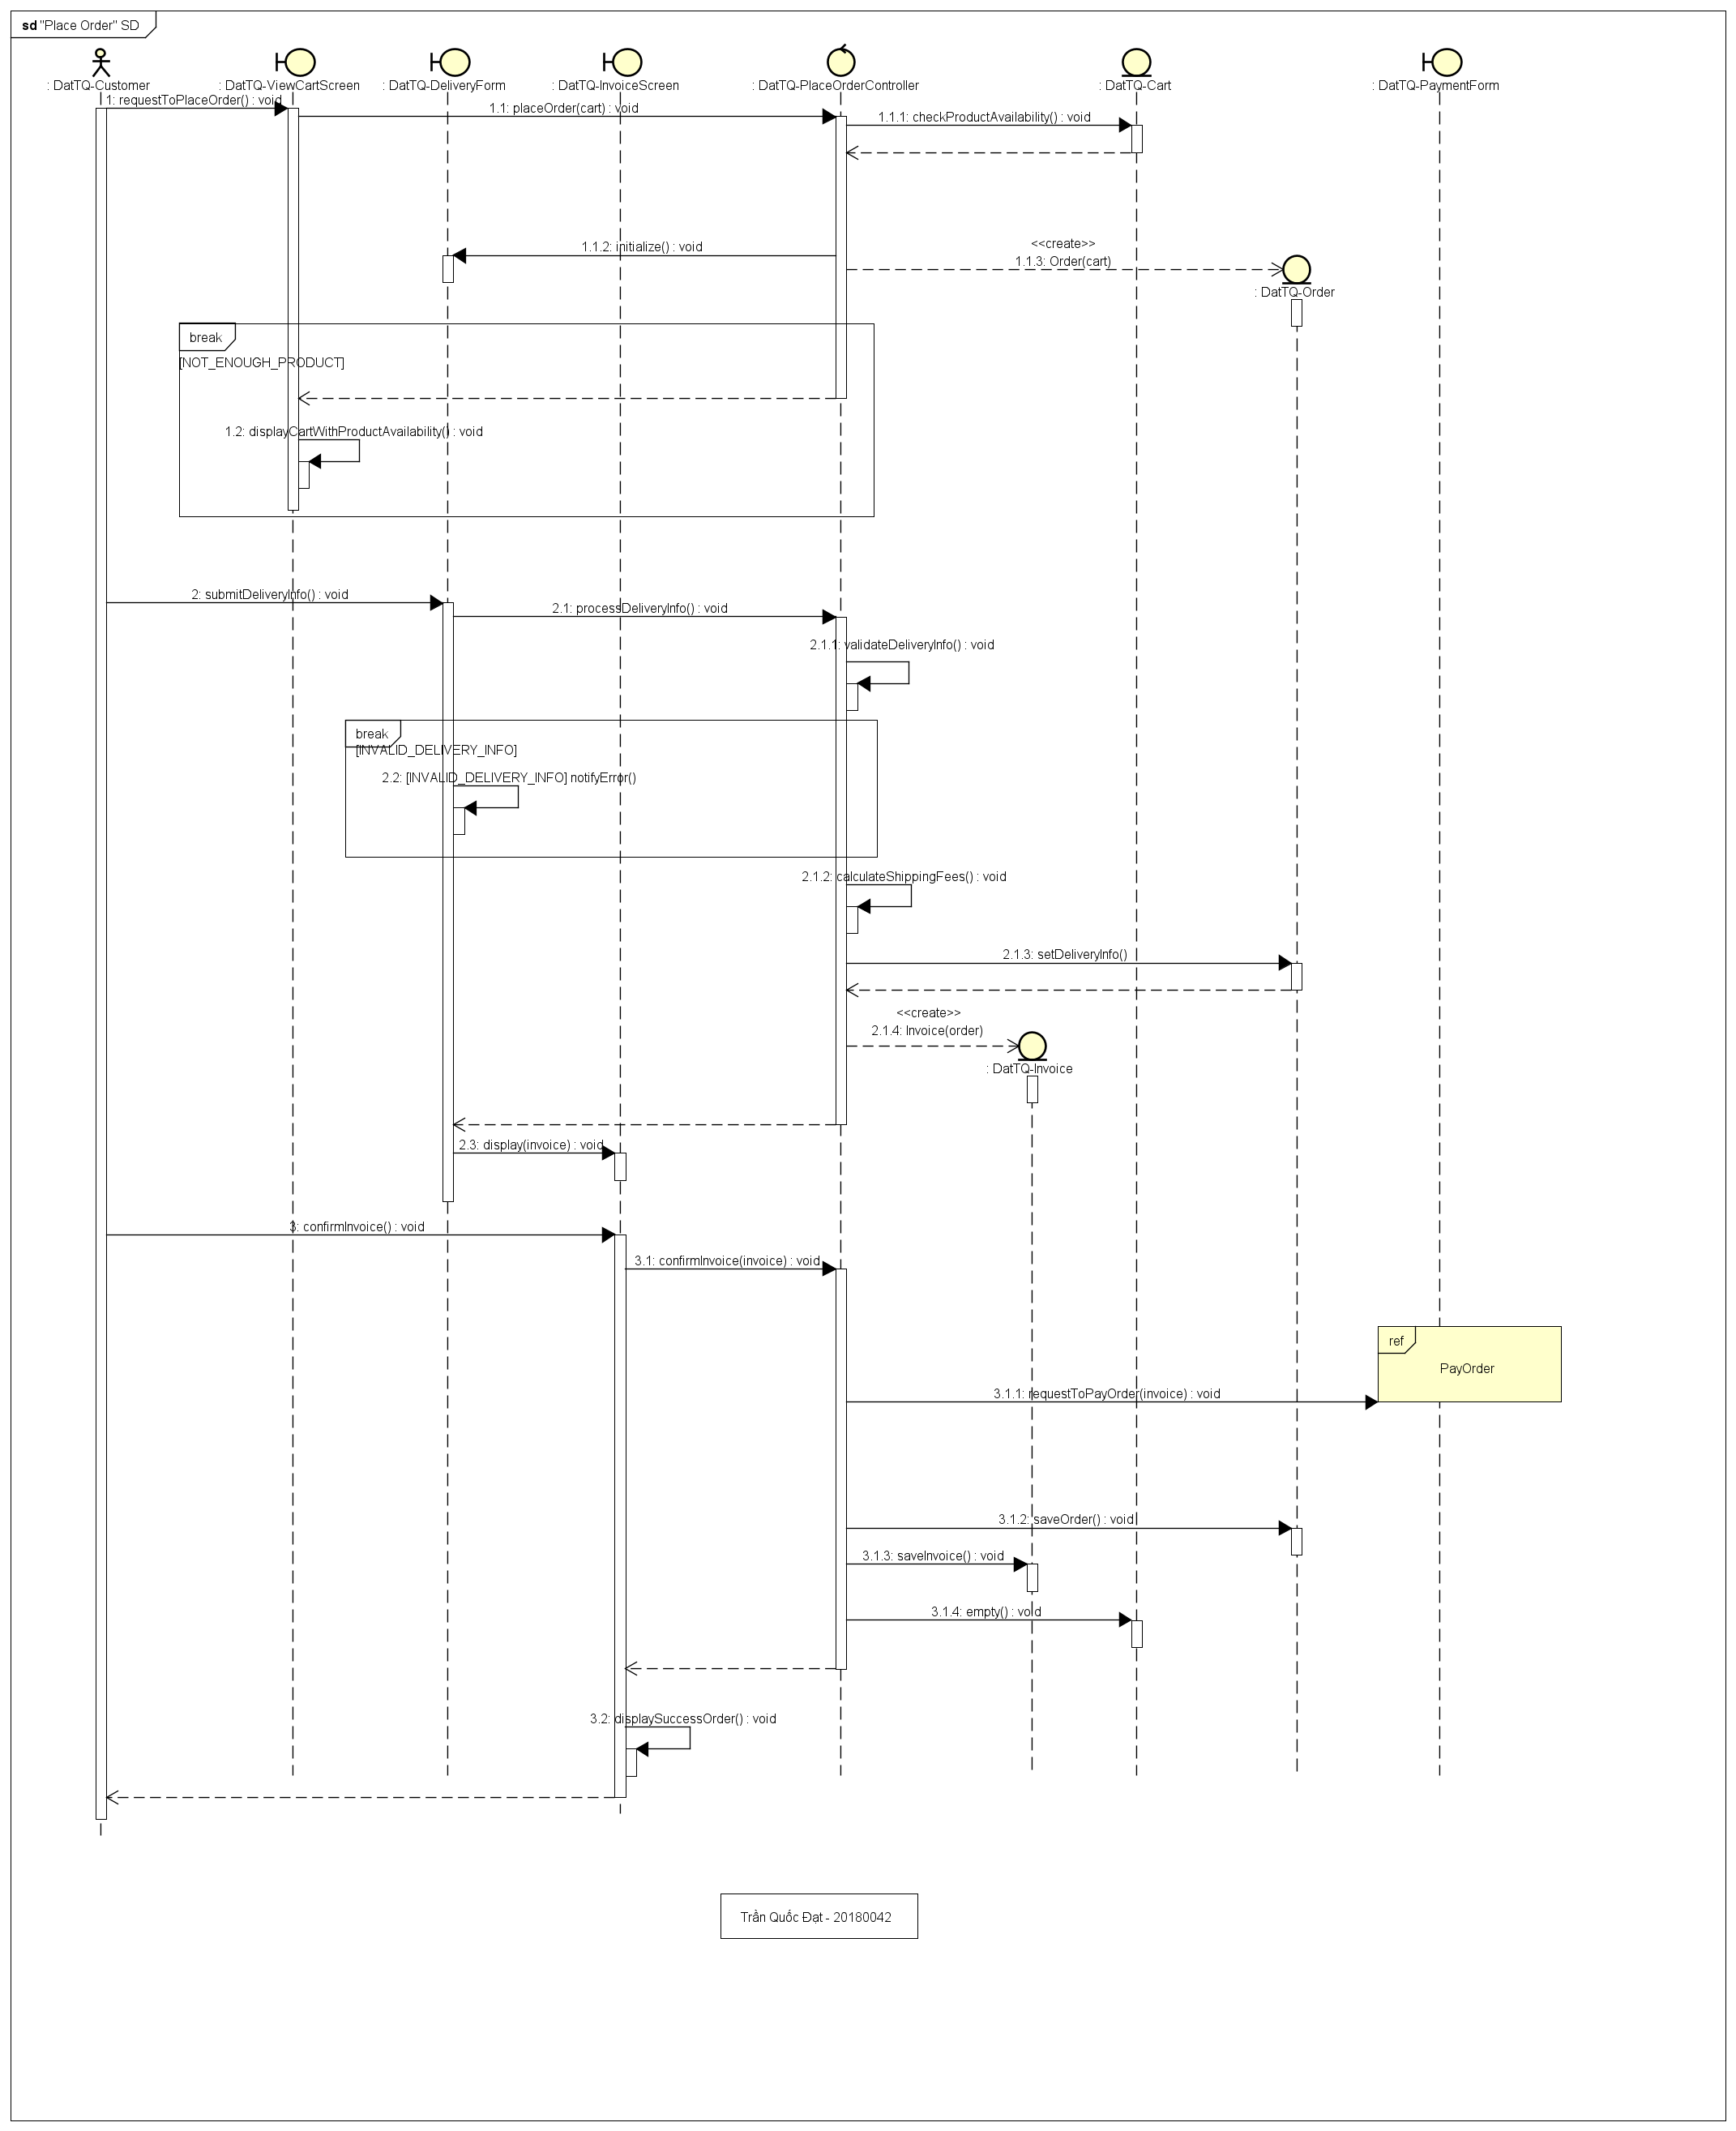 sd "Place Order" SD
: DatTQ-Customer
: DatTQ-ViewCartScreen
: DatTQ-DeliveryForm
: DatTQ-InvoiceScreen
: DatTQ-PlaceOrderController
: DatTQ-Cart
: DatTQ-PaymentForm
1: requestToPlaceOrder() : void
1.1: placeOrder(cart) : void
1.1.1: checkProductAvailability() : void
1.1.2: initialize() : void
<<create>>
1.1.3: Order(cart)
: DatTQ-Order
break
[NOT_ENOUGH_PRODUCT]
1.2: displayCartWithProductAvailability() : void
2: submitDeliveryInfo() : void
2.1: processDeliveryInfo() : void
2.1.1: validateDeliveryInfo() : void
break
[INVALID_DELIVERY_INFO]
2.2: [INVALID_DELIVERY_INFO] notifyError()
2.1.2: calculateShippingFees() : void
2.1.3: setDeliveryInfo()
<<create>>
2.1.4: Invoice(order)
: DatTQ-Invoice
2.3: display(invoice) : void
3: confirmInvoice() : void
3.1: confirmInvoice(invoice) : void
ref
PayOrder
3.1.1: requestToPayOrder(invoice) : void
3.1.2: saveOrder() : void
3.1.3: saveInvoice() : void
3.1.4: empty() : void
3.2: displaySuccessOrder() : void
Trần Quốc Đạt - 20180042